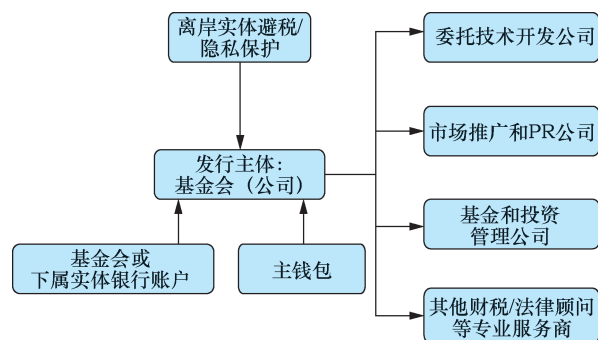 离岸实体避税/
隐私保护
委托技术开发公司
市场推广和PR公司
发行主体：
基金会（公司）
基金和投资
管理公司
基金会或
下属实体银行账户
主钱包
其他财税/法律顾问
等专业服务商